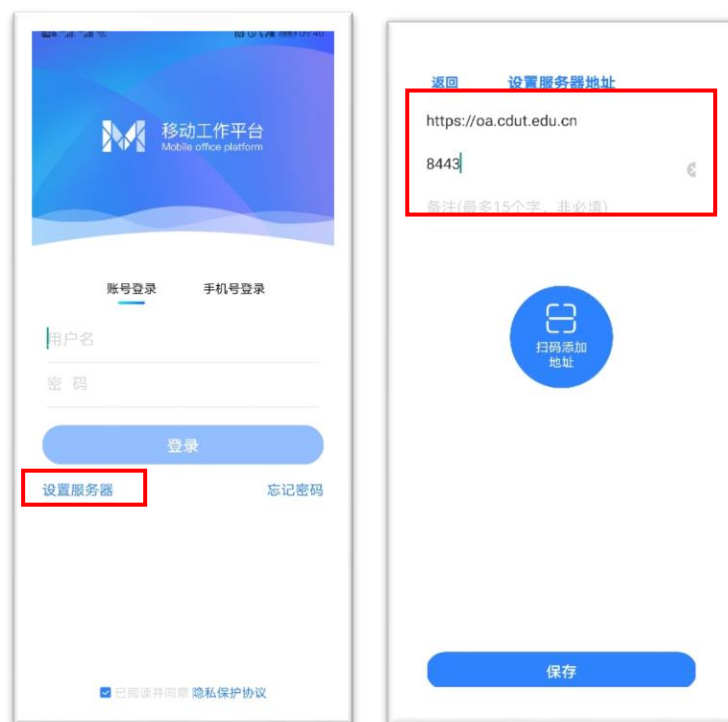 移动工作平台
Mobile office platform
账号登录
手机号登录
用户名
密 码
登录
设置服务器
忘记密码
已阅读并同意 隐私保护协议
返回
设置服务器地址
https://oa.cdut.edu.cn
8443
备注(最多15个字，非必填)
扫码添加
地址
保存